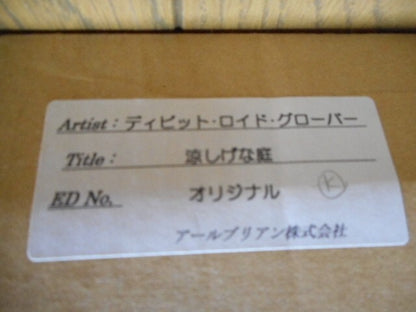 Artist : ディビット･ロイド･グローバー
Title : 涼しげな庭
ED No. オリジナル K
アールブリアン株式会社